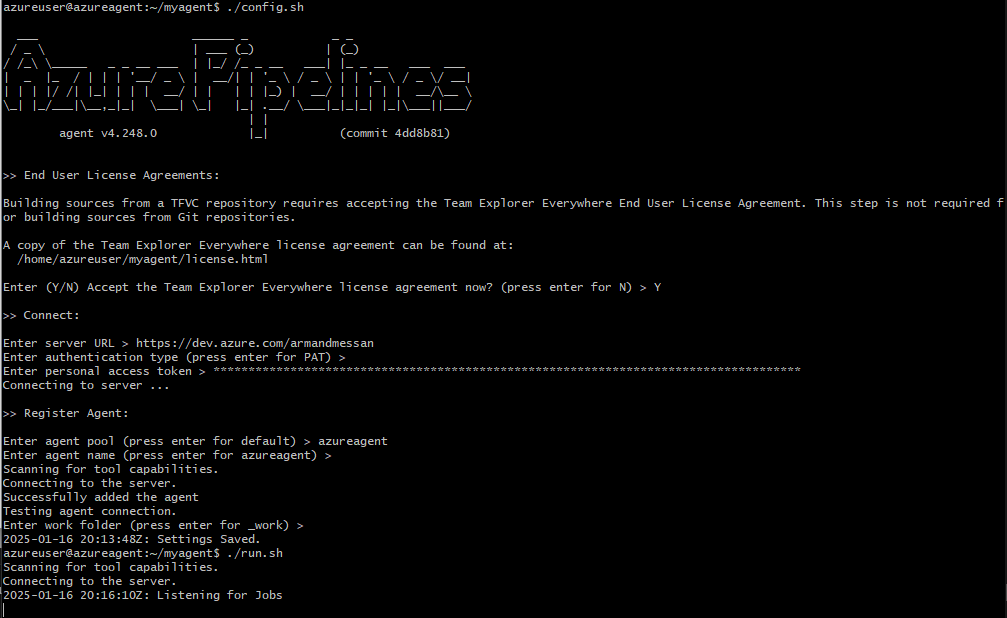 azureuser@azureagent:~/myagent$ ./config.sh
Azure Pipelines
agent v4.248.0 (commit 4dd8b81)
>> End User License Agreements:
Building sources from a TFVC repository requires accepting the Team Explorer Everywhere End User License Agreement. This step is not required f
or building sources from Git repositories.
A copy of the Team Explorer Everywhere license agreement can be found at:
/home/azureuser/myagent/license.html
Enter (Y/N) Accept the Team Explorer Everywhere license agreement now? (press enter for N) > Y
>> Connect:
Enter server URL > https://dev.azure.com/armandmessan
Enter authentication type (press enter for PAT) >
Enter personal access token > ************************************************************************************
Connecting to server ...
>> Register Agent:
Enter agent pool (press enter for default) > azureagent
Enter agent name (press enter for azureagent) >
Scanning for tool capabilities.
Connecting to the server.
Successfully added the agent
Testing agent connection.
Enter work folder (press enter for _work) >
2025-01-16 20:13:48Z: Settings Saved.
azureuser@azureagent:~/myagent$ ./run.sh
Scanning for tool capabilities.
Connecting to the server.
2025-01-16 20:16:10Z: Listening for Jobs